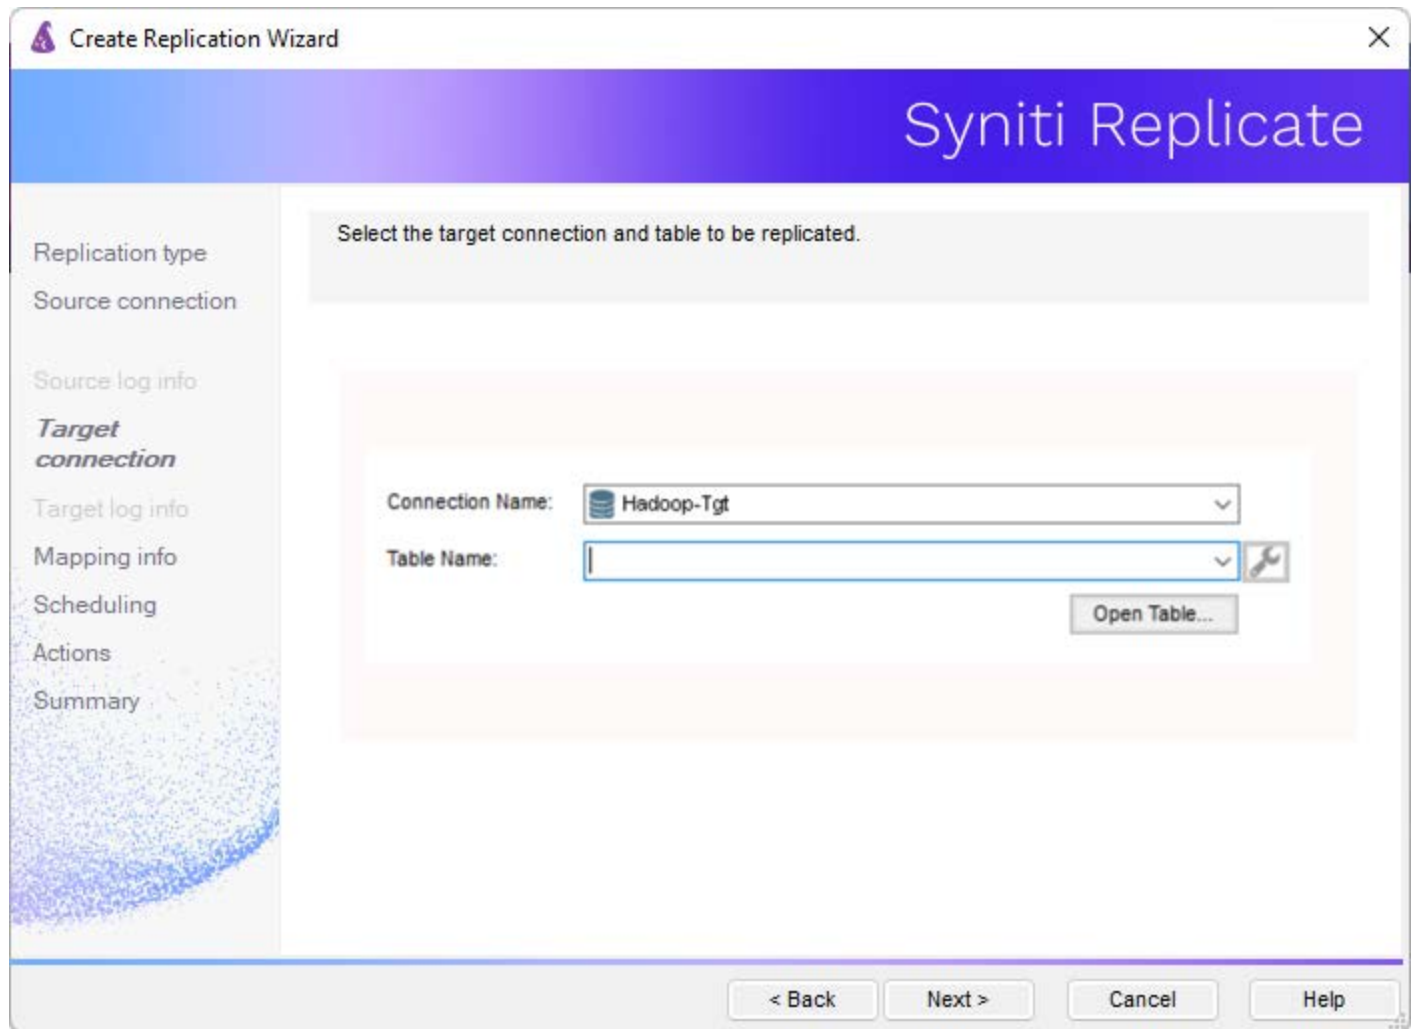 Create Replication Wizard
Syniti Replicate
Replication type
Source connection
Source log info
Target
connection
Target log info
Mapping info
Scheduling
Actions
Summary
Select the target connection and table to be replicated.
Connection Name:
Hadoop-Tgt
Table Name:
Open Table...
< Back
Next >
Cancel
Help